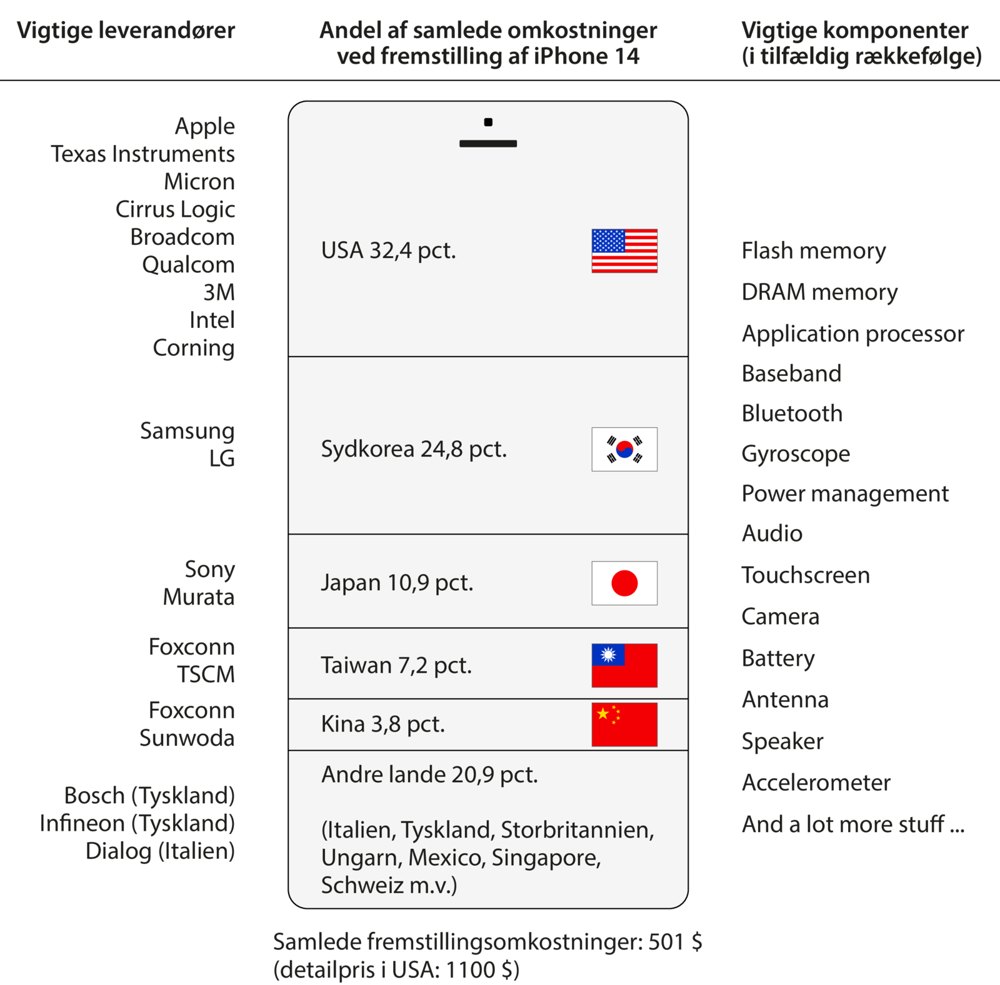 Vigtige leverandører
Andel af samlede omkostninger
ved fremstilling af iPhone 14
Vigtige komponenter
(i tilfældig rækkefølge)
Apple
Texas Instruments
Micron
Cirrus Logic
Broadcom
Qualcom
3M
Intel
Corning
Samsung
LG
Sony
Murata
Foxconn
TSCM
Foxconn
Sunwoda
Bosch (Tyskland)
Infineon (Tyskland)
Dialog (Italien)
USA 32,4 pct.
Sydkorea 24,8 pct.
Japan 10,9 pct.
Taiwan 7,2 pct.
Kina 3,8 pct.
Andre lande 20,9 pct.
(Italien, Tyskland, Storbritannien,
Ungarn, Mexico, Singapore,
Schweiz m.v.)
Flash memory
DRAM memory
Application processor
Baseband
Bluetooth
Gyroscope
Power management
Audio
Touchscreen
Camera
Battery
Antenna
Speaker
Accelerometer
And a lot more stuff ...
Samlede fremstillingsomkostninger: 501 $
(detailpris i USA: 1100 $)